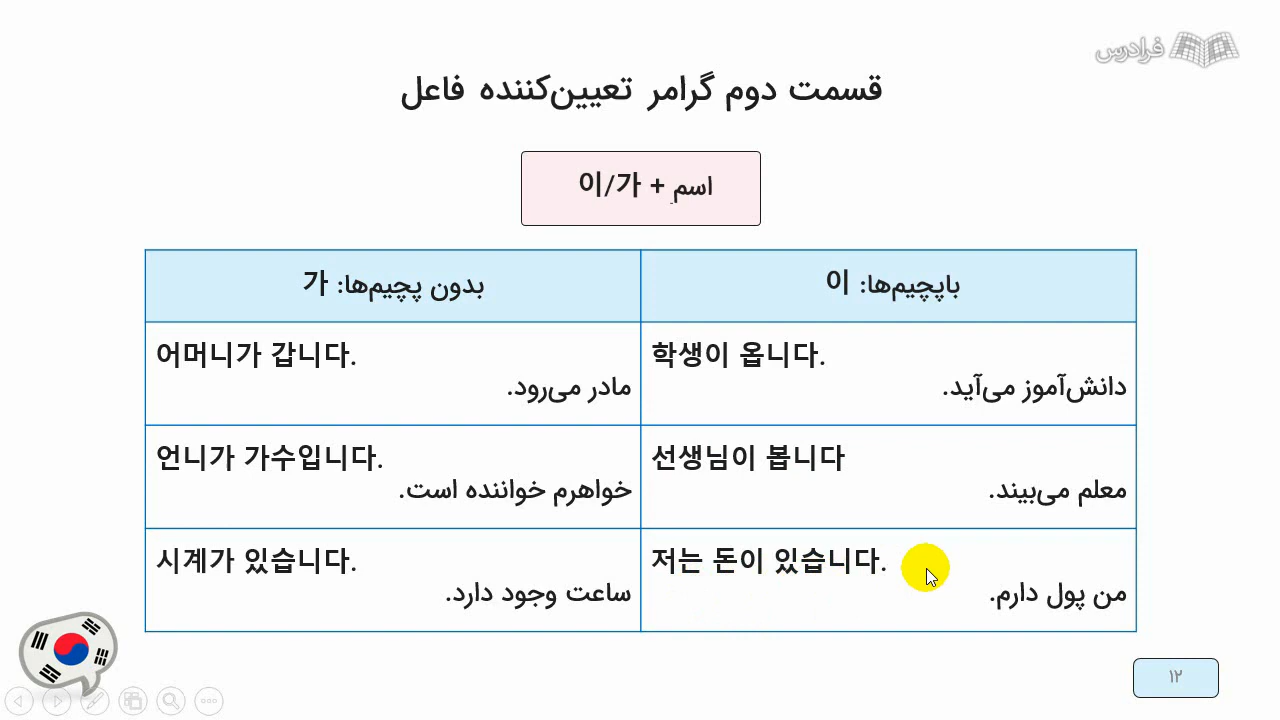 فرادرس
قسمت دوم گرامر تعیین‌کننده فاعل
اسم + 이/가
باپچیم‌ها: 이
بدون پچیم‌ها: 가
학생이 옵니다.
دانش‌آموز می‌آید.
어머니가 갑니다.
مادر می‌رود.
선생님이 봅니다
معلم می‌بیند.
언니가 가수입니다.
خواهرم خواننده است.
저는 돈이 있습니다.
من پول دارم.
시계가 있습니다.
ساعت وجود دارد.
۱۲